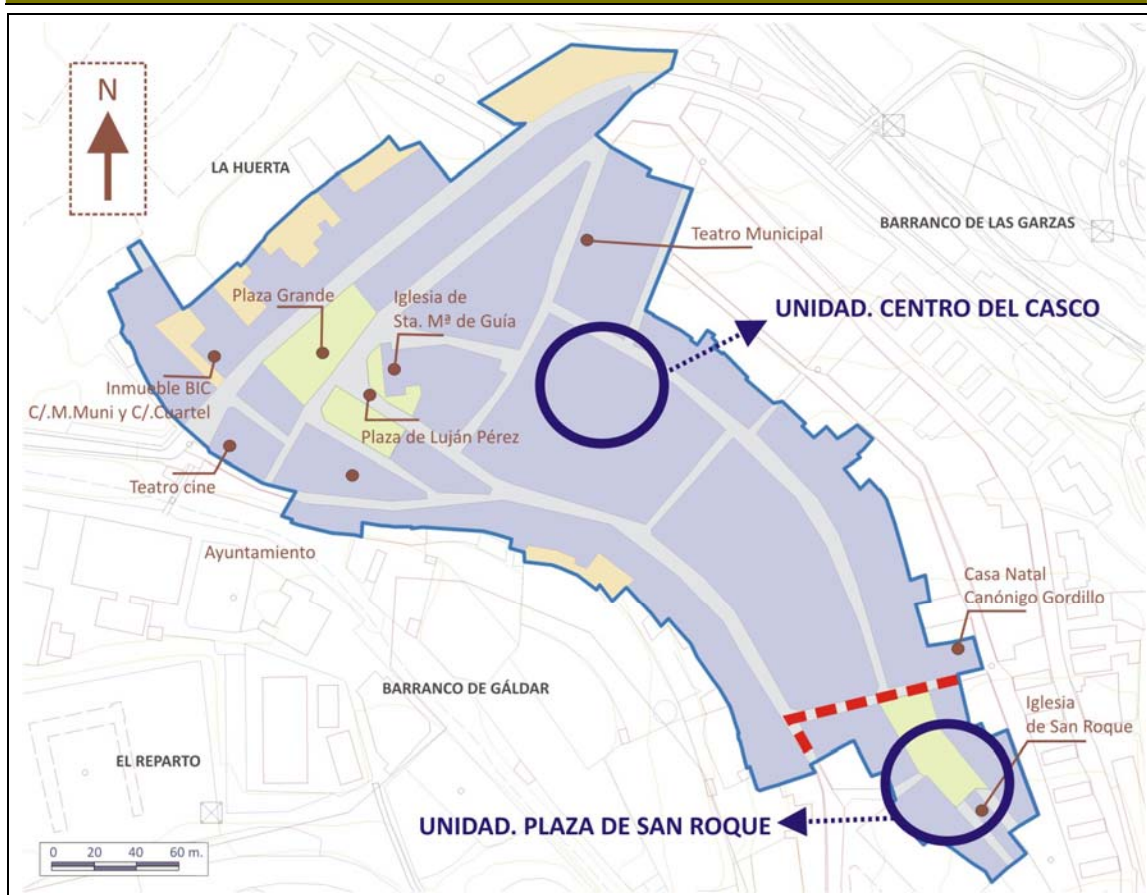 N
LA HUERTA
BARRANCO DE LAS GARZAS
Teatro Municipal
Plaza Grande
Iglesia de
Sta. Mª de Guía
UNIDAD. CENTRO DEL CASCO
Inmueble BIC
C/.M.Muni y C/.Cuartel
Plaza de Luján Pérez
Teatro cine
Ayuntamiento
Casa Natal
Canónigo Gordillo
BARRANCO DE GÁLDAR
Iglesia
de San Roque
EL REPARTO
UNIDAD. PLAZA DE SAN ROQUE
0 20 40 60 m.